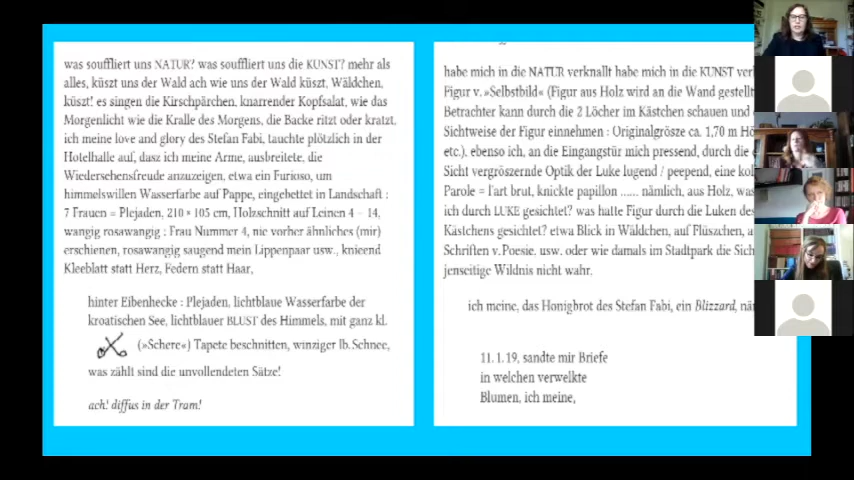 was souffliert uns NATUR? was souffliert uns die KUNST? mehr als
alles, küszt uns der Wald ach wie uns der Wald küszt, Wäldchen,
küszt! es singen die Kirschpärchen, knarrender Kopfsalat, wie das
Morgenlicht wie die Kralle des Morgens, die Backe ritzt oder kratzt,
ich meine love and glory des Stefan Fabi, tauchte plötzlich in der
Hotelhalle auf, dasz ich meine Arme, ausbreitete, die
Wiedersehensfreude anzuzeigen, etwa ein Furioso, um
himmelswillen Wasserfarbe auf Pappe, eingebettet in Landschaft :
7 Frauen = Plejaden, 210 × 105 cm, Holzschnitt auf Leinen 4 – 14,
wangig rosawangig : Frau Nummer 4, nie vorher ähnliches (mir)
erschienen, rosawangig saugend mein Lippenpaar usw., knieend
Kleeblatt statt Herz, Federn statt Haar,
hinter Eibenhecke : Plejaden, lichtblaue Wasserfarbe der
kroatischen See, lichtblauer BLUST des Himmels, mit ganz kl.
(»Schere«) Tapete beschnitten, winziger lb. Schnee,
was zählt sind die unvollendeten Sätze!
ach! diffus in der Tram!
habe mich in die NATUR verknallt habe mich in die KUNST
Figur v. »Selbstbild« (Figur aus Holz wird an die Wand gestellt
Betrachter kann durch die 2 Löcher im Kästchen schauen und
Sichtweise der Figur einnehmen : Originalgrösze ca. 1,70 m
etc.), ebenso ich, an die Eingangstür mich pressend, durch die
Sicht vergröszernde Optik der Luke lugend / peepend, eine
Parole = l'art brut, knickte papillon ...... nämlich, aus Holz, was
ich durch LUKE gesichtet? was hatte Figur durch die Luken des
Kästchens gesichtet? etwa Blick in Wäldchen, auf Flüszchen,
Schriften v. Poesie, usw. oder wie damals im Stadtpark die
jenseitige Wildnis nicht wahr.
ich meine, das Honigbrot des Stefan Fabi, ein Blizzard,
11. 1. 19, sandte mir Briefe
in welchen verwelkte
Blumen, ich meine,